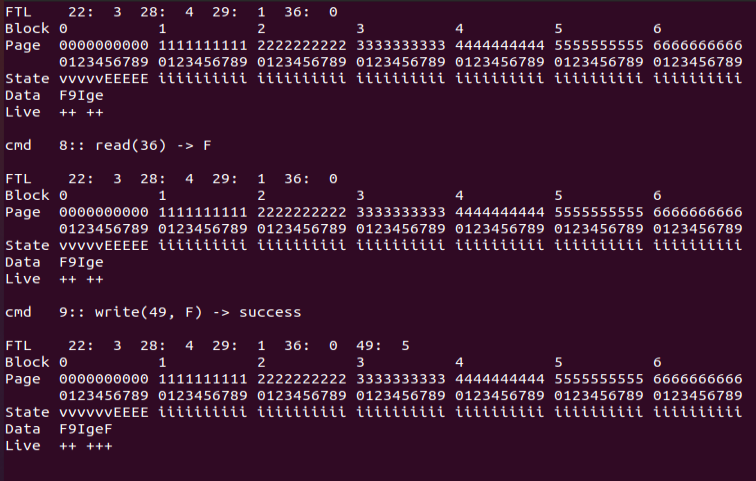 FTL    22:  3  28:  4  29:  1  36:  0
Block 0          1          2          3          4          5          6
Page  0000000000 1111111111 2222222222 3333333333 4444444444 5555555555 6666666666
      0123456789 0123456789 0123456789 0123456789 0123456789 0123456789 0123456789
State vvvvvEEEEE iiiiiiiiii iiiiiiiiii iiiiiiiiii iiiiiiiiii iiiiiiiiii iiiiiiiiii
Data  F9Ige
Live  ++ ++
cmd   8:: read(36) -> F
FTL    22:  3  28:  4  29:  1  36:  0
Block 0          1          2          3          4          5          6
Page  0000000000 1111111111 2222222222 3333333333 4444444444 5555555555 6666666666
      0123456789 0123456789 0123456789 0123456789 0123456789 0123456789 0123456789
State vvvvvEEEEE iiiiiiiiii iiiiiiiiii iiiiiiiiii iiiiiiiiii iiiiiiiiii iiiiiiiiii
Data  F9Ige
Live  ++ ++
cmd   9:: write(49, F) -> success
FTL    22:  3  28:  4  29:  1  36:  0  49:  5
Block 0          1          2          3          4          5          6
Page  0000000000 1111111111 2222222222 3333333333 4444444444 5555555555 6666666666
      0123456789 0123456789 0123456789 0123456789 0123456789 0123456789 0123456789
State vvvvvvEEEE iiiiiiiiii iiiiiiiiii iiiiiiiiii iiiiiiiiii iiiiiiiiii iiiiiiiiii
Data  F9IgeF
Live  ++ +++